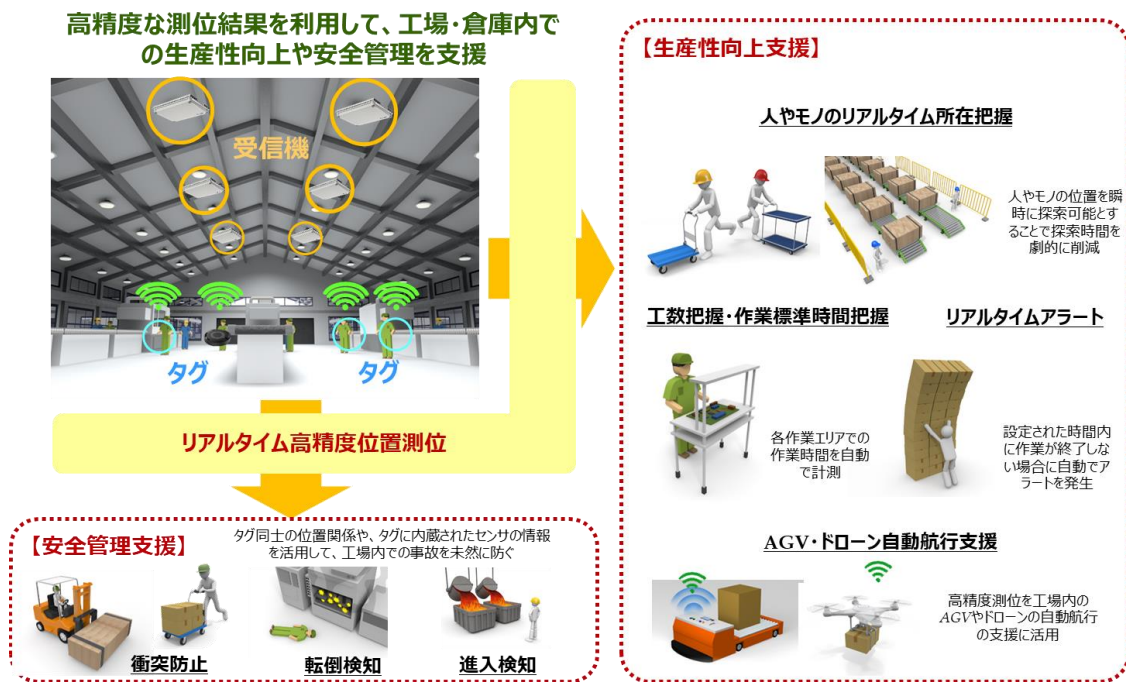 高精度な測位結果を利用して、工場・倉庫内で
の生産性向上や安全管理を支援
受信機
タグ
タグ
タグ
リアルタイム高精度位置測位
【安全管理支援】
タグ同士の位置関係や、タグに内蔵されたセンサの情報
を活用して、工場内での事故を未然に防ぐ
衝突防止
転倒検知
進入検知
【生産性向上支援】
人やモノのリアルタイム所在把握
人やモノの位置を瞬
時に探索可能とす
ることで探索時間を
劇的に削減
工数把握・作業標準時間把握
各作業エリアでの
作業時間を自動
で計測
リアルタイムアラート
設定された時間内
に作業が終了しな
い場合に自動でア
ラートを発生
AGV・ドローン自動航行支援
高精度測位を工場内の
AGVやドローンの自動航行
の支援に活用